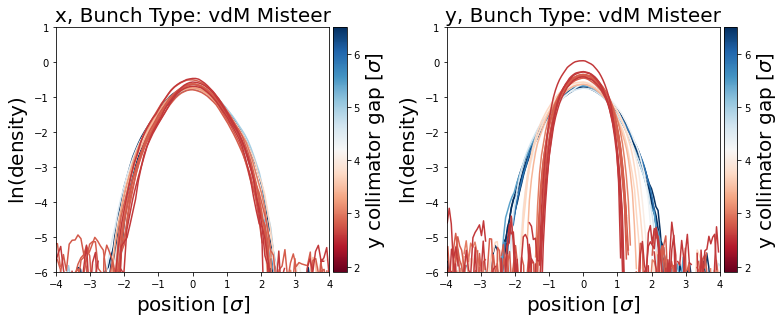 x, Bunch Type: vdM Misteer
y, Bunch Type: vdM Misteer
1
0
−1
−2
−3
−4
−5
−6
ln(density)
−4 −3 −2 −1 0 1 2 3 4
position [σ]
6
5
4
3
2
y collimator gap [σ]
1
0
−1
−2
−3
−4
−5
−6
ln(density)
−4 −3 −2 −1 0 1 2 3 4
position [σ]
6
5
4
3
2
y collimator gap [σ]